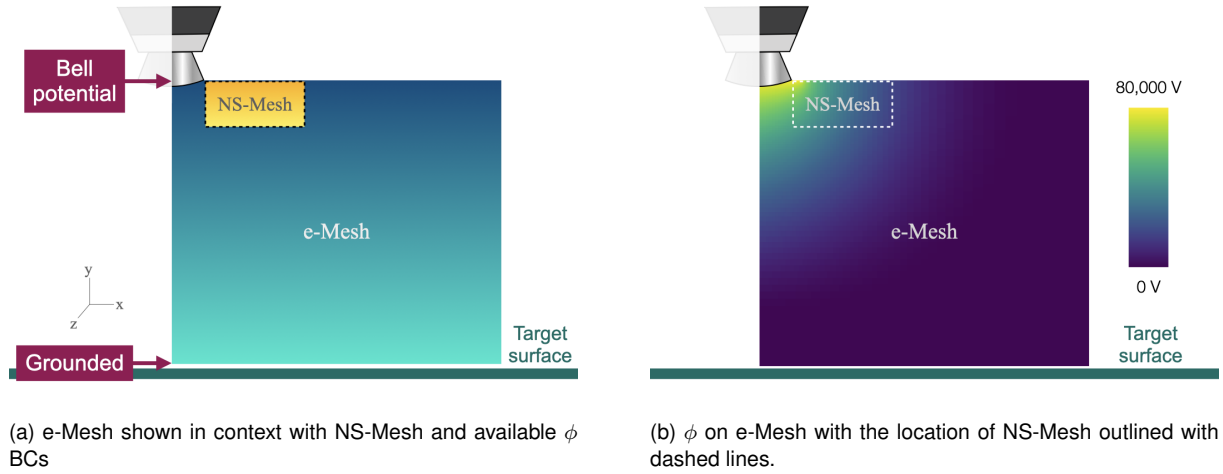 Bell
potential
NS-Mesh
e-Mesh
y
x
z
Grounded
Target
surface
(a) e-Mesh shown in context with NS-Mesh and available ϕ
BCs
NS-Mesh
e-Mesh
80,000 V
0 V
Target
surface
(b) ϕ on e-Mesh with the location of NS-Mesh outlined with
dashed lines.